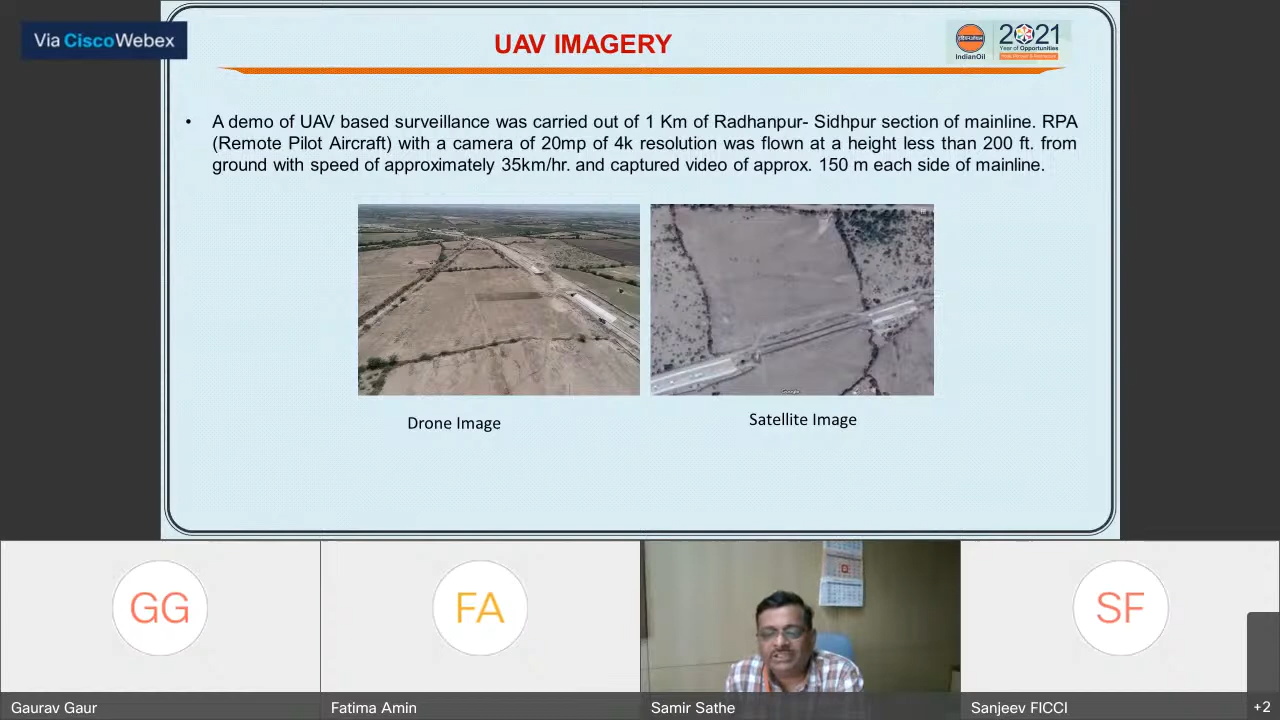 Via CiscoWebex
UAV IMAGERY
IndianOil
2021
Year of Opportunities
• A demo of UAV based surveillance was carried out of 1 Km of Radhanpur- Sidhpur section of mainline. RPA
(Remote Pilot Aircraft) with a camera of 20mp of 4k resolution was flown at a height less than 200 ft. from
ground with speed of approximately 35km/hr. and captured video of approx. 150 m each side of mainline.
Drone Image
Satellite Image
GG
FA
SF
Gaurav Gaur
Fatima Amin
Samir Sathe
Sanjeev FICCI
+2